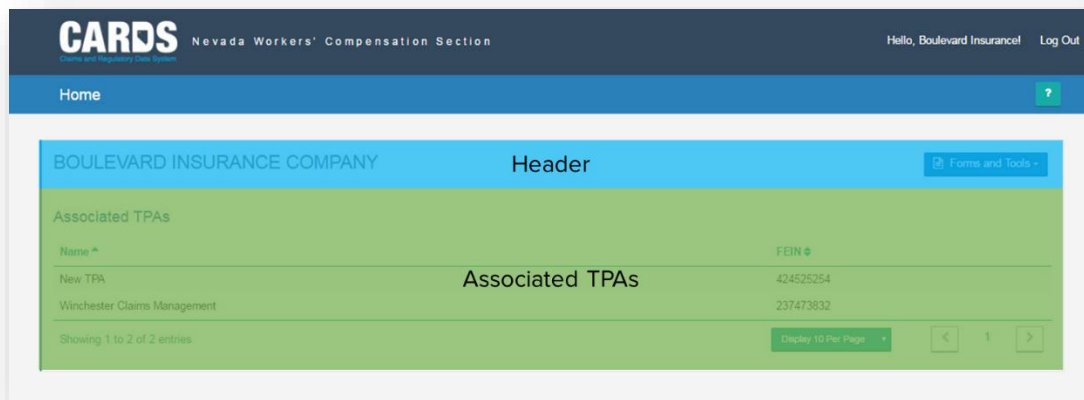 CARDS Nevada Workers' Compensation Section Hello, Boulevard Insurance! Log Out
Claims and Regulatory Data System
Home ?
BOULEVARD INSURANCE COMPANY Header Forms and Tools
Associated TPAs
Name FEIN
New TPA 424525254
Associated TPAs
Winchester Claims Management 237473832
Showing 1 to 2 of 2 entries Display 10 Per Page < 1 >